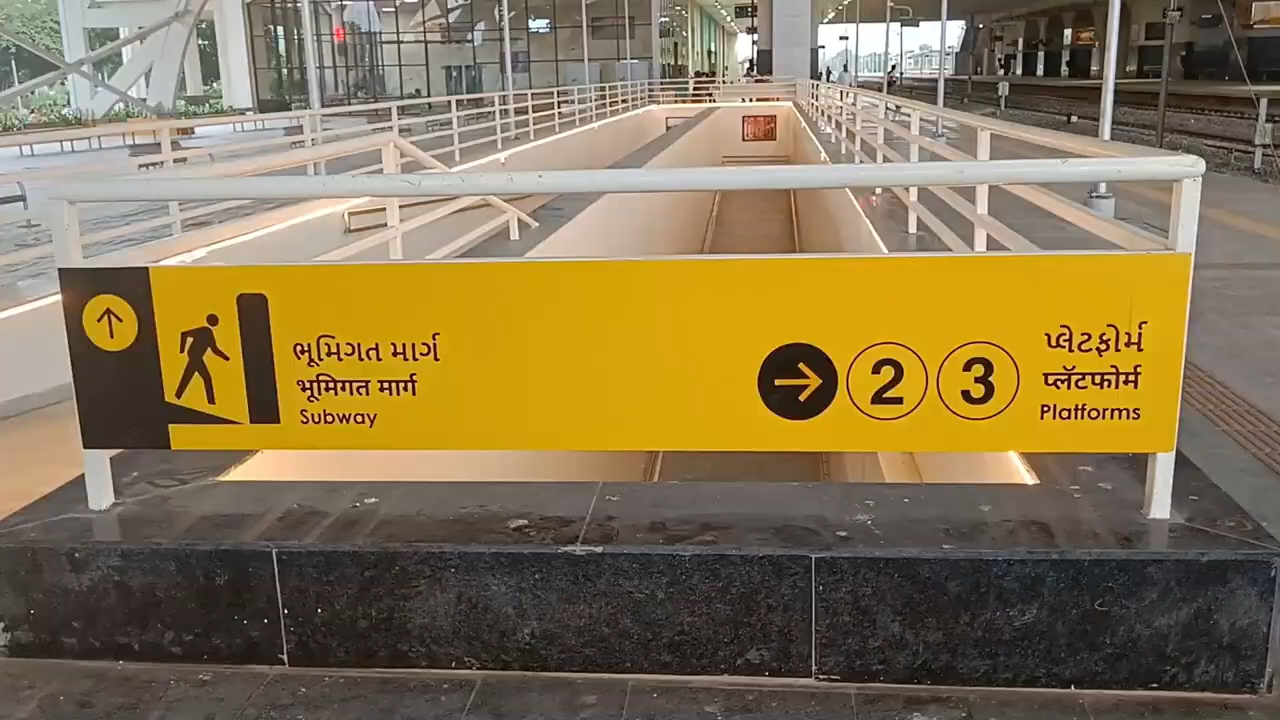 ભૂમિગત માર્ગ
भूमिगत मार्ग
Subway
2 3
પ્લેટફોર્મ
प्लॅटफोर्म
Platforms